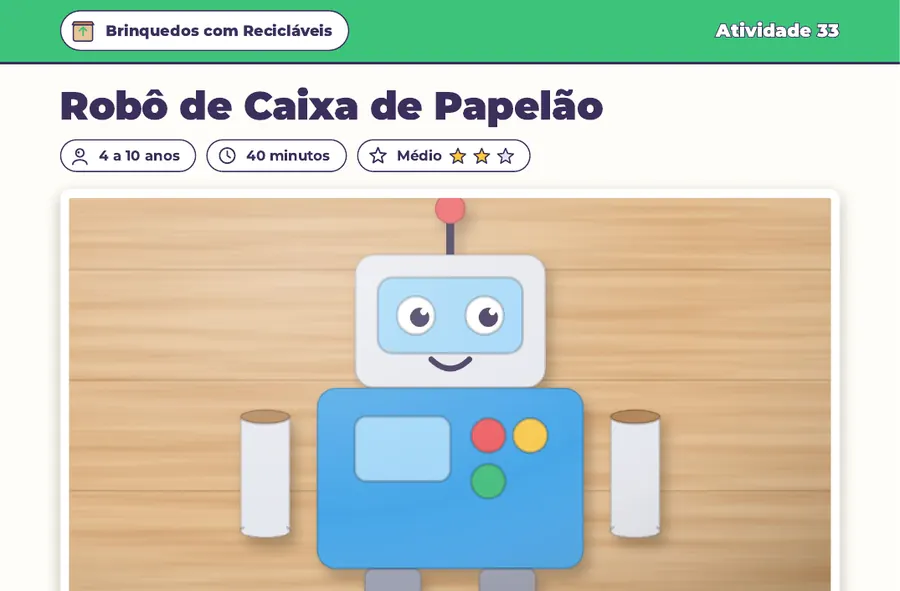 Brinquedos com Recicláveis
Atividade 33
Robô de Caixa de Papelão
4 a 10 anos
40 minutos
Médio